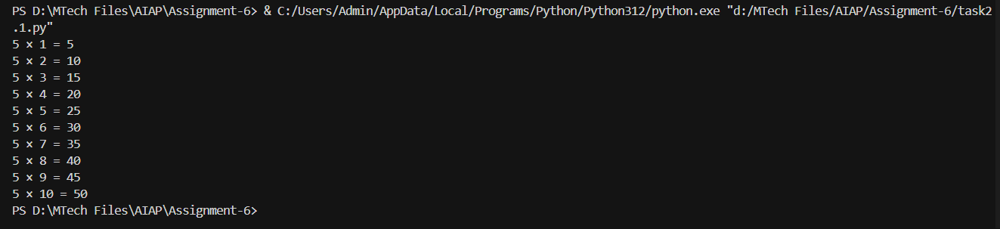 PS D:\MTech Files\AIAP\Assignment-6> & C:/Users/Admin/AppData/Local/Programs/Python/Python312/python.exe "d:/MTech Files/AIAP/Assignment-6/task2
.1.py"
5 × 1 = 5
5 × 2 = 10
5 × 3 = 15
5 × 4 = 20
5 × 5 = 25
5 × 6 = 30
5 × 7 = 35
5 × 8 = 40
5 × 9 = 45
5 × 10 = 50
PS D:\MTech Files\AIAP\Assignment-6>